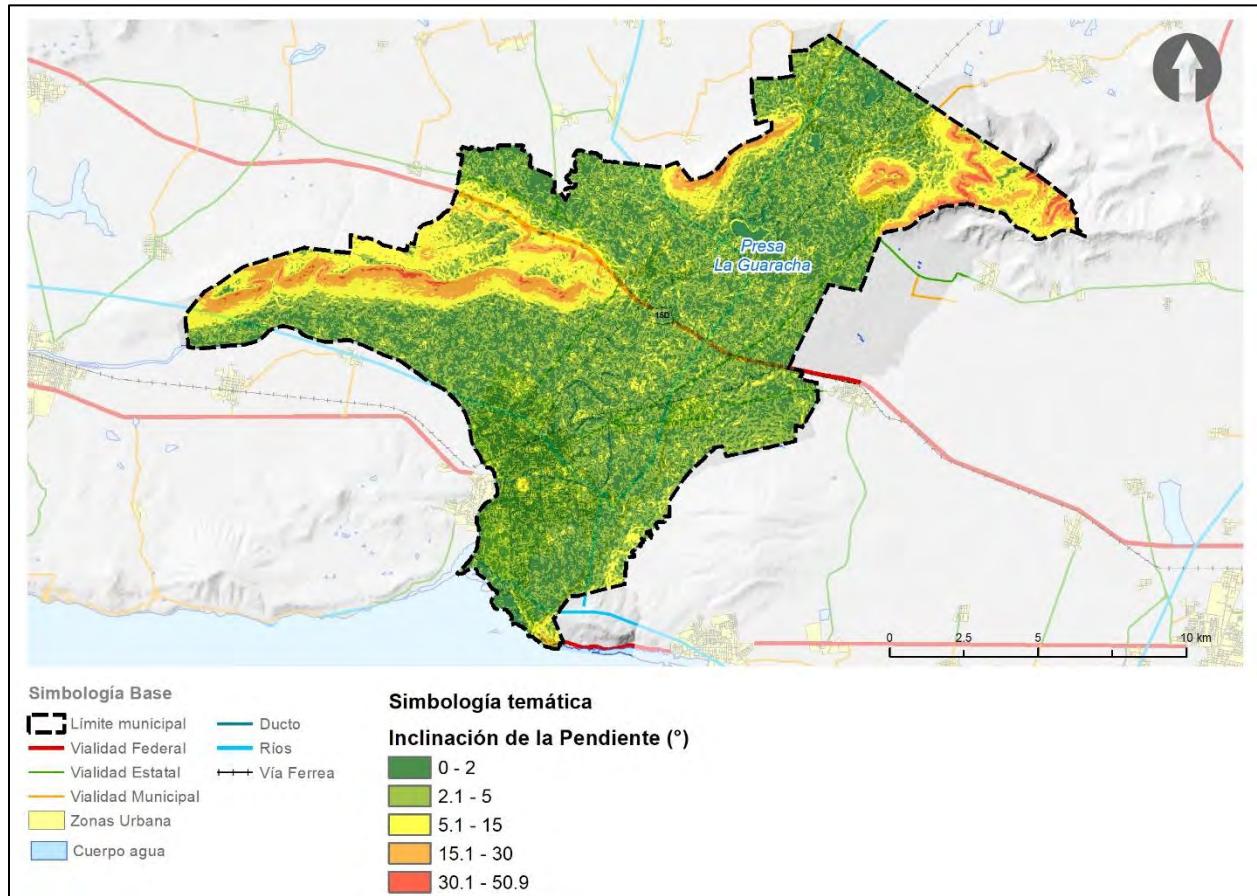 Presa
La Guaracha
15D
0 2.5 5 10 km
Simbología Base
Límite municipal
Vialidad Federal
Vialidad Estatal
Vialidad Municipal
Zonas Urbana
Cuerpo agua
Ducto
Ríos
Vía Ferrea
Simbología temática
Inclinación de la Pendiente (°)
0 - 2
2.1 - 5
5.1 - 15
15.1 - 30
30.1 - 50.9